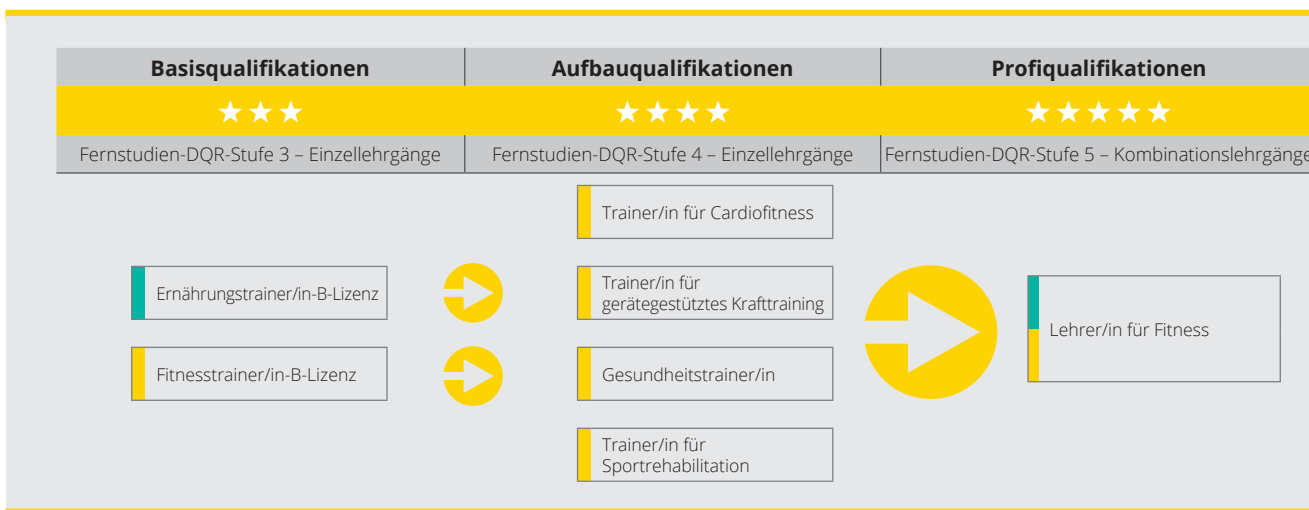 Basisqualifikationen
Aufbauqualifikationen
Profiqualifikationen
Fernstudien-DQR-Stufe 3 – Einzellehrgänge
Fernstudien-DQR-Stufe 4 – Einzellehrgänge
Fernstudien-DQR-Stufe 5 – Kombinationslehrgänge
Ernährungstrainer/in-B-Lizenz
Fitnesstrainer/in-B-Lizenz
Trainer/in für Cardiofitness
Trainer/in für
gerätegestütztes Krafttraining
Gesundheitstrainer/in
Trainer/in für
Sportrehabilitation
Lehrer/in für Fitness